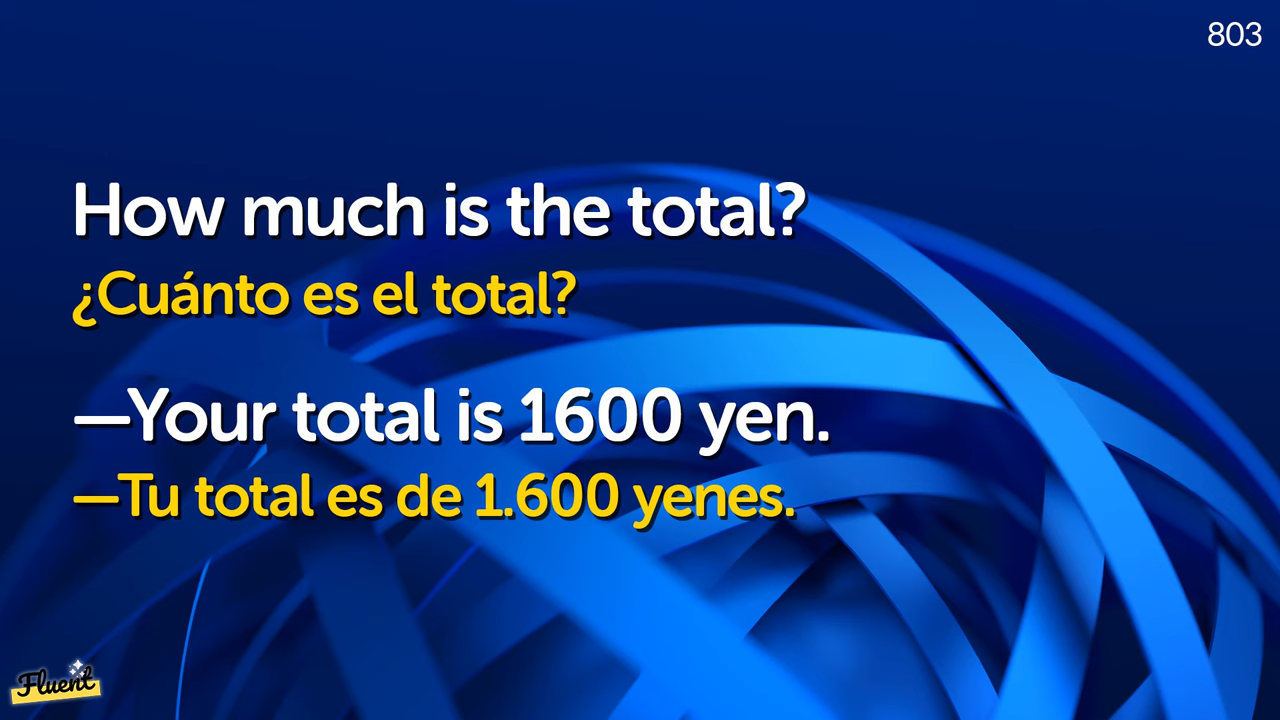 803
How much is the total?
¿Cuánto es el total?
—Your total is 1600 yen.
—Tu total es de 1.600 yenes.
Fluent